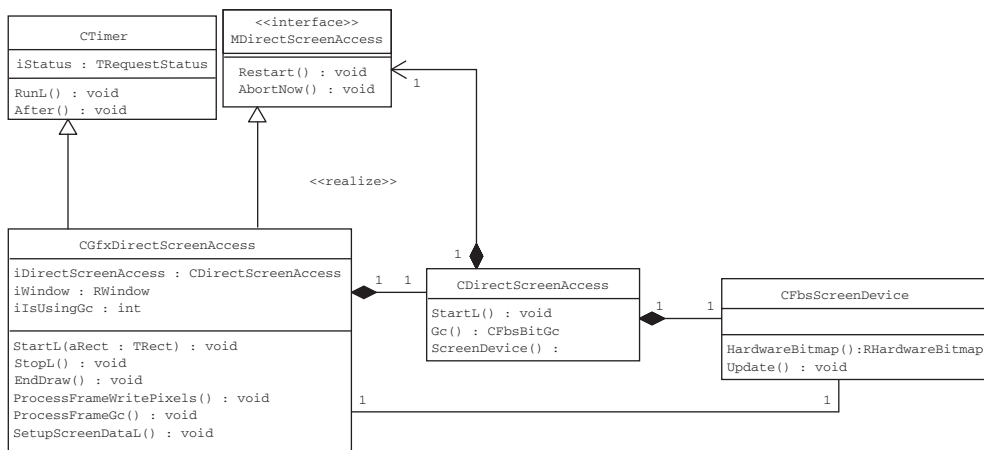 CTimer
iStatus : TRequestStatus
RunL() : void
After() : void
<<interface>>
MDirectScreenAccess
Restart() : void
AbortNow() : void
1
<<realize>>
CGfxDirectScreenAccess
iDirectScreenAccess : CDirectScreenAccess
iWindow : RWindow
iIsUsingGc : int
StartL(aRect : TRect) : void
StopL() : void
EndDraw() : void
ProcessFrameWritePixels() : void
ProcessFrameGc() : void
SetupScreenDataL() : void
1
1
1
CDirectScreenAccess
StartL() : void
Gc() : CFbsBitGc
ScreenDevice() :
1
1
CFbsScreenDevice
HardwareBitmap():RHardwareBitmap
Update() : void
1
1